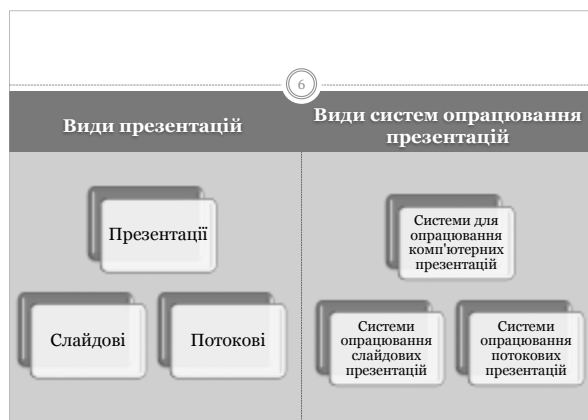 6
Види презентацій
Види систем опрацювання
презентацій
Презентації
Слайдові
Потокові
Системи для
опрацювання
комп'ютерних
презентацій
Системи
опрацювання
слайдових
презентацій
Системи
опрацювання
потокових
презентацій